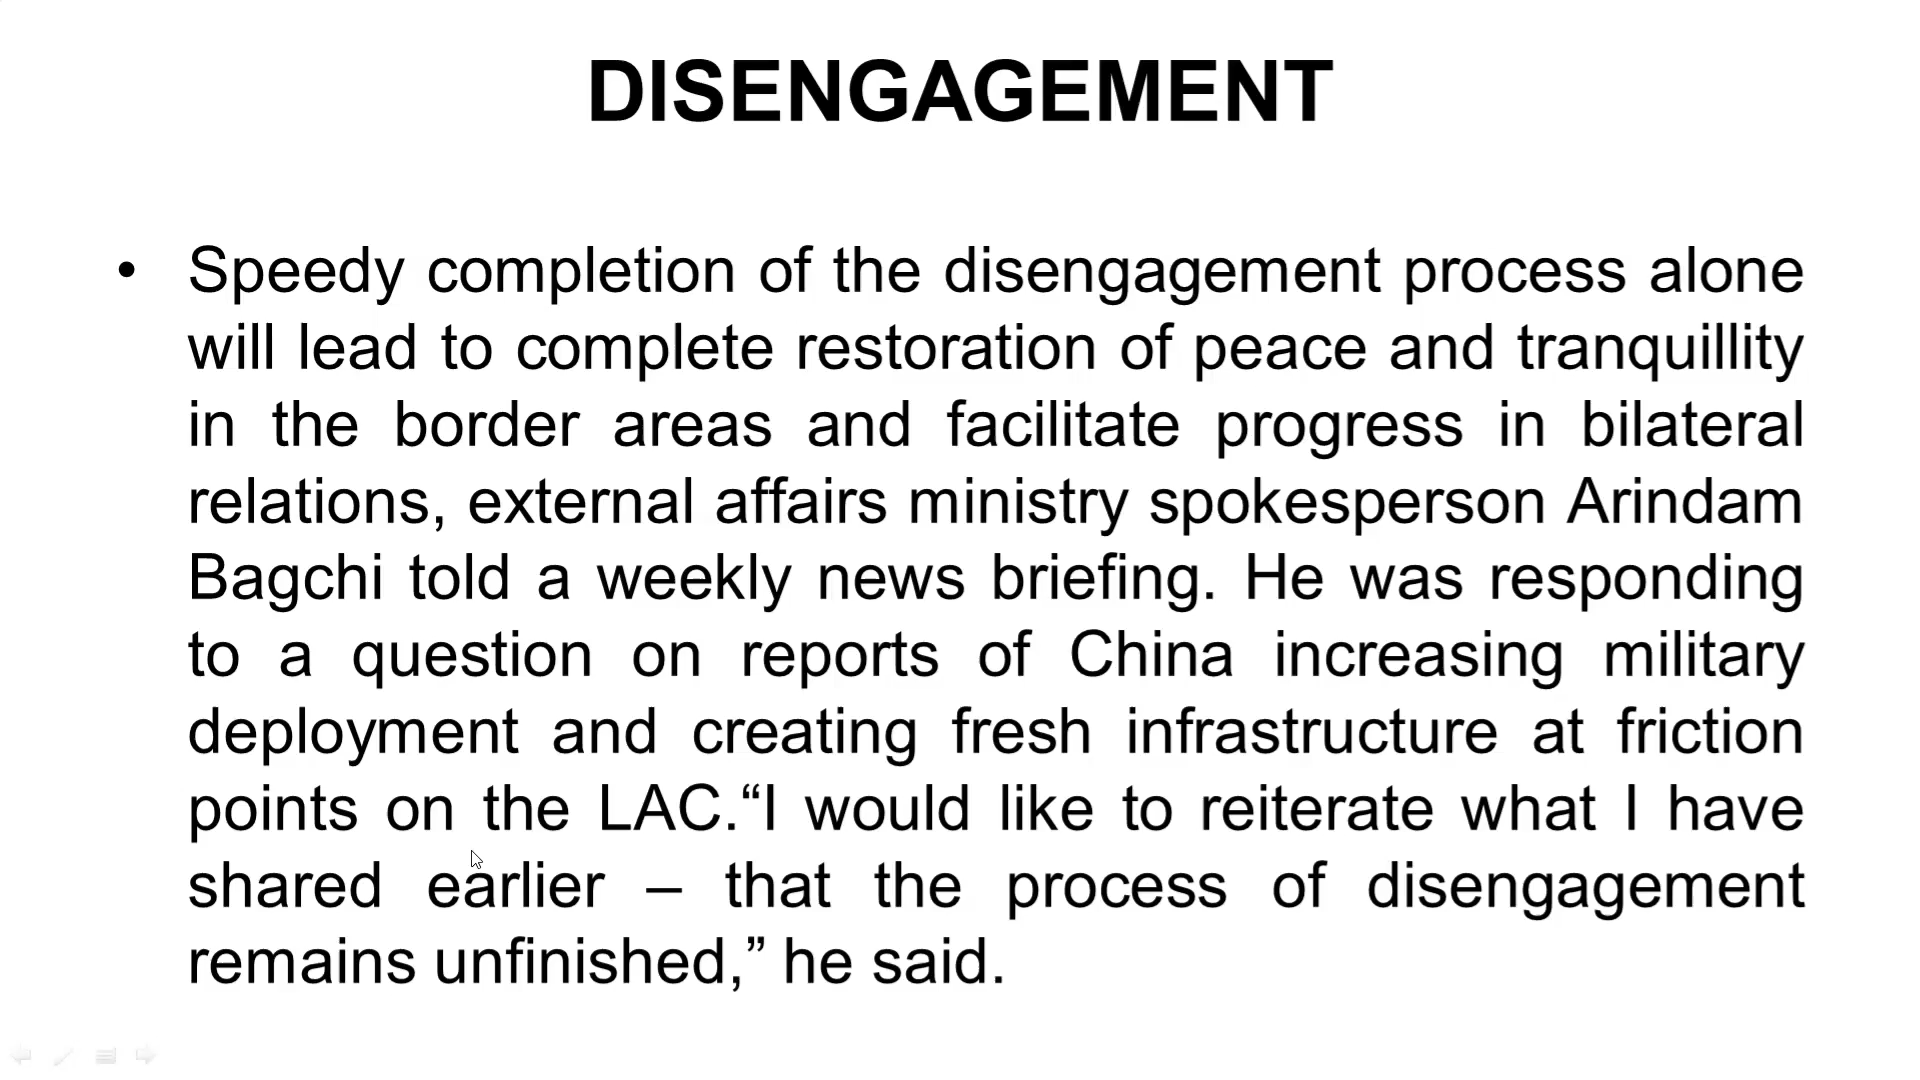 DISENGAGEMENT
• Speedy completion of the disengagement process alone
will lead to complete restoration of peace and tranquillity
in the border areas and facilitate progress in bilateral
relations, external affairs ministry spokesperson Arindam
Bagchi told a weekly news briefing. He was responding
to a question on reports of China increasing military
deployment and creating fresh infrastructure at friction
points on the LAC.“I would like to reiterate what I have
shared earlier – that the process of disengagement
remains unfinished,” he said.